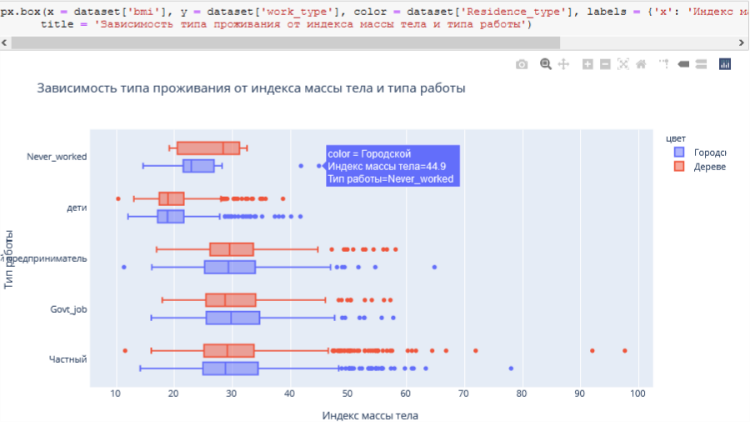 px.box(x = dataset['bmi'], y = dataset['work_type'], color = dataset['Residence_type'], labels = {'x': 'Индекс м
title = 'Зависимость типа проживания от индекса массы тела и типа работы')
Зависимость типа проживания от индекса массы тела и типа работы
цвет
Городск
Дереве
Never_worked
color = Городской
Индекс массы тела=44.9
Тип работы=Never_worked
дети
й предприниматель
Govt_job
Частный
Тип работы
10 20 30 40 50 60 70 80 90 100
Индекс массы тела